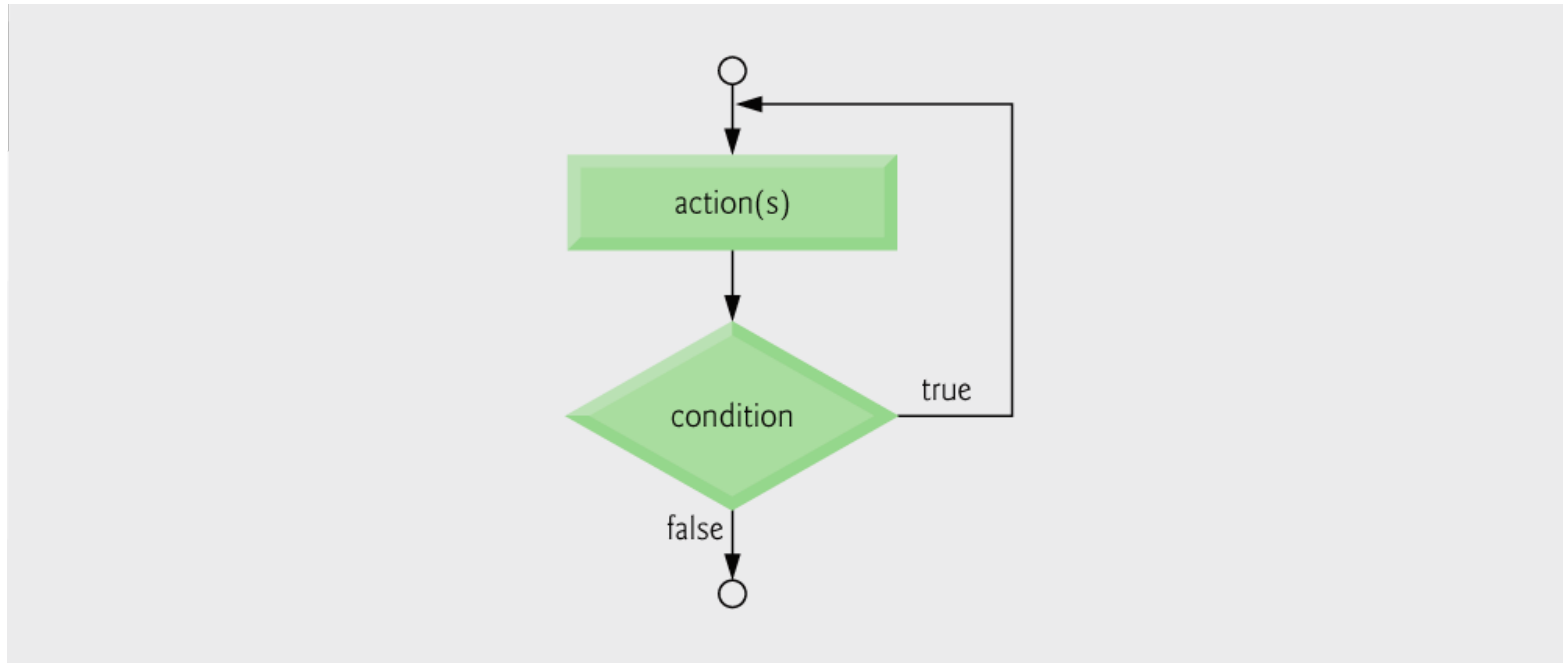 action(s)
condition
true
false